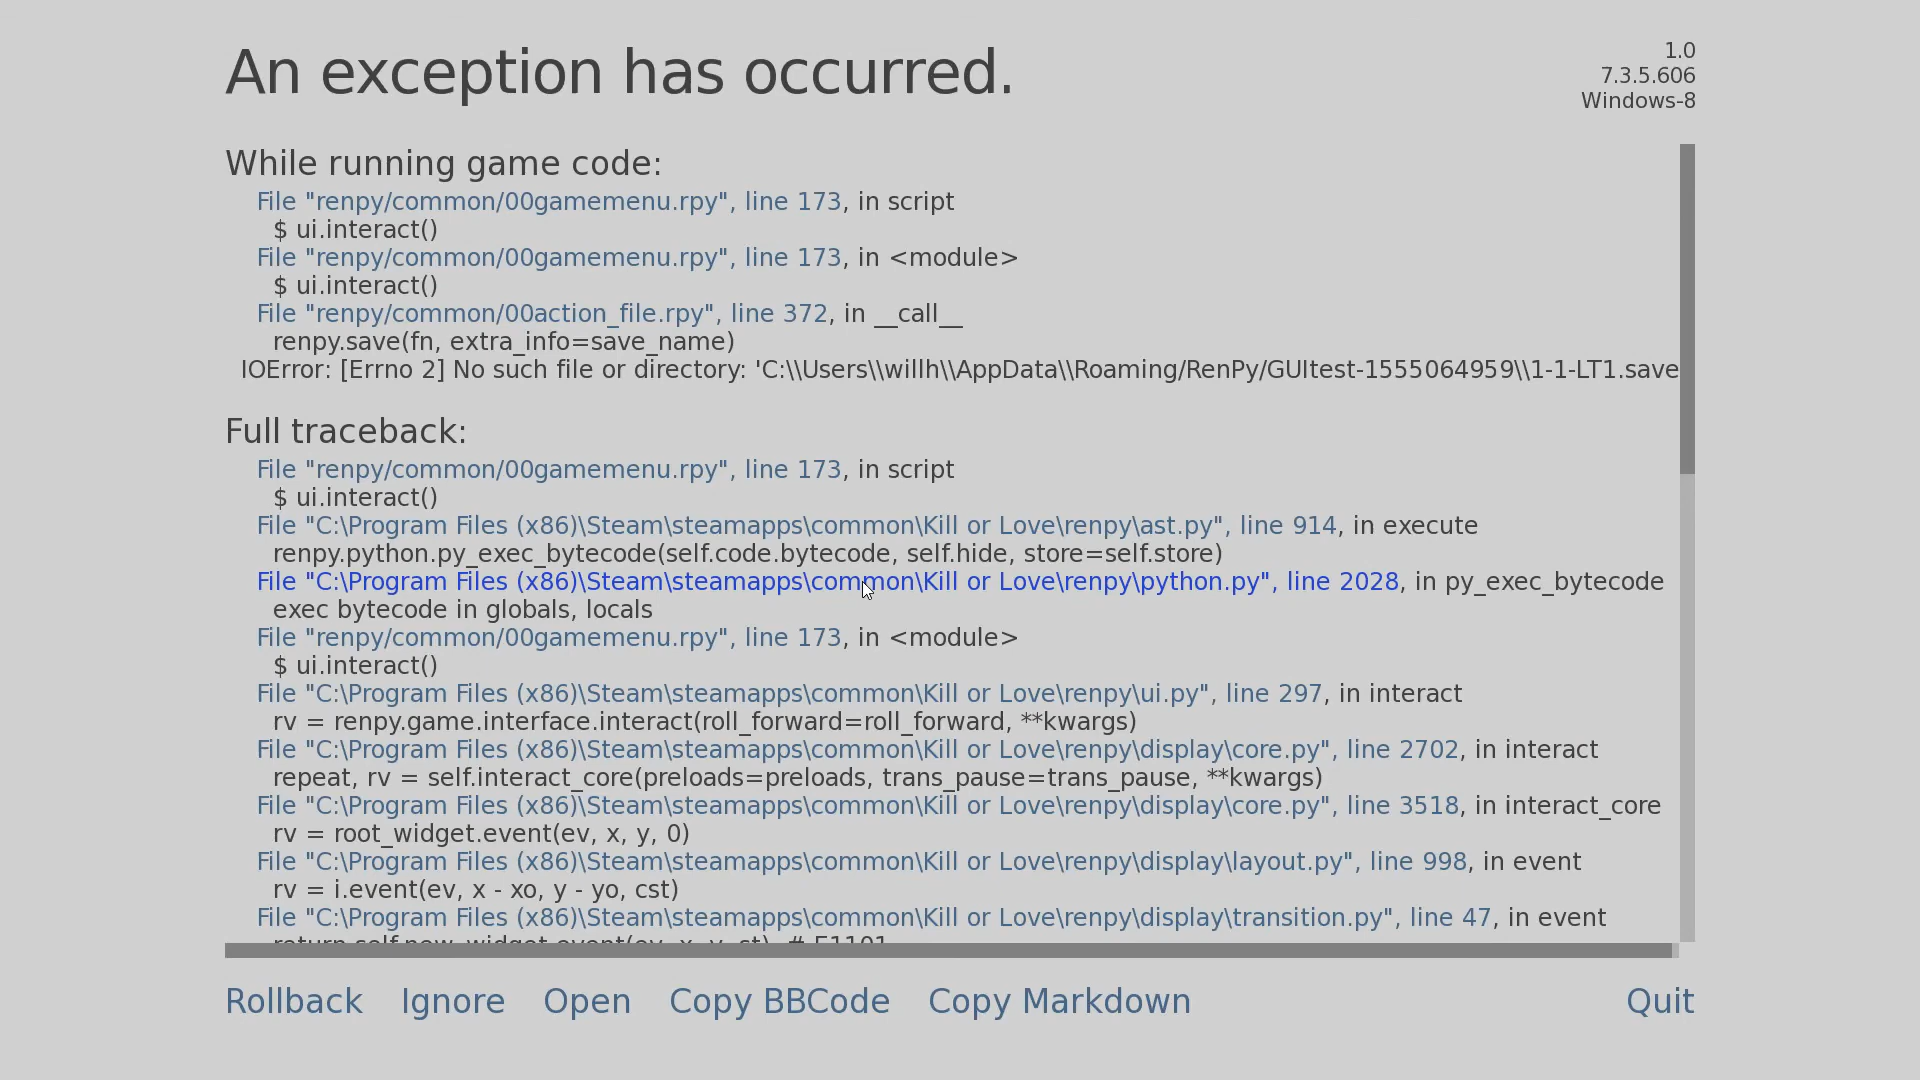 An exception has occurred.
1.0
7.3.5.606
Windows-8
While running game code:
File "renpy/common/00gamemenu.rpy", line 173, in script
$ ui.interact()
File "renpy/common/00gamemenu.rpy", line 173, in <module>
$ ui.interact()
File "renpy/common/00action_file.rpy", line 372, in __call__
renpy.save(fn, extra_info=save_name)
IOError: [Errno 2] No such file or directory: 'C:\\Users\\willh\\AppData\\Roaming/RenPy/GUItest-1555064959\\1-1-LT1.save
Full traceback:
File "renpy/common/00gamemenu.rpy", line 173, in script
$ ui.interact()
File "C:\Program Files (x86)\Steam\steamapps\common\Kill or Love\renpy\ast.py", line 914, in execute
renpy.python.py_exec_bytecode(self.code.bytecode, self.hide, store=self.store)
File "C:\Program Files (x86)\Steam\steamapps\common\Kill or Love\renpy\python.py", line 2028, in py_exec_bytecode
exec bytecode in globals, locals
File "renpy/common/00gamemenu.rpy", line 173, in <module>
$ ui.interact()
File "C:\Program Files (x86)\Steam\steamapps\common\Kill or Love\renpy\ui.py", line 297, in interact
rv = renpy.game.interface.interact(roll_forward=roll_forward, **kwargs)
File "C:\Program Files (x86)\Steam\steamapps\common\Kill or Love\renpy\display\core.py", line 2702, in interact
repeat, rv = self.interact_core(preloads=preloads, trans_pause=trans_pause, **kwargs)
File "C:\Program Files (x86)\Steam\steamapps\common\Kill or Love\renpy\display\core.py", line 3518, in interact_core
rv = root_widget.event(ev, x, y, 0)
File "C:\Program Files (x86)\Steam\steamapps\common\Kill or Love\renpy\display\layout.py", line 998, in event
rv = i.event(ev, x - xo, y - yo, cst)
File "C:\Program Files (x86)\Steam\steamapps\common\Kill or Love\renpy\display\transition.py", line 47, in event
return self.new_widget.event(ev, x, y, st)  # E1101
Rollback
Ignore
Open
Copy BBCode
Copy Markdown
Quit